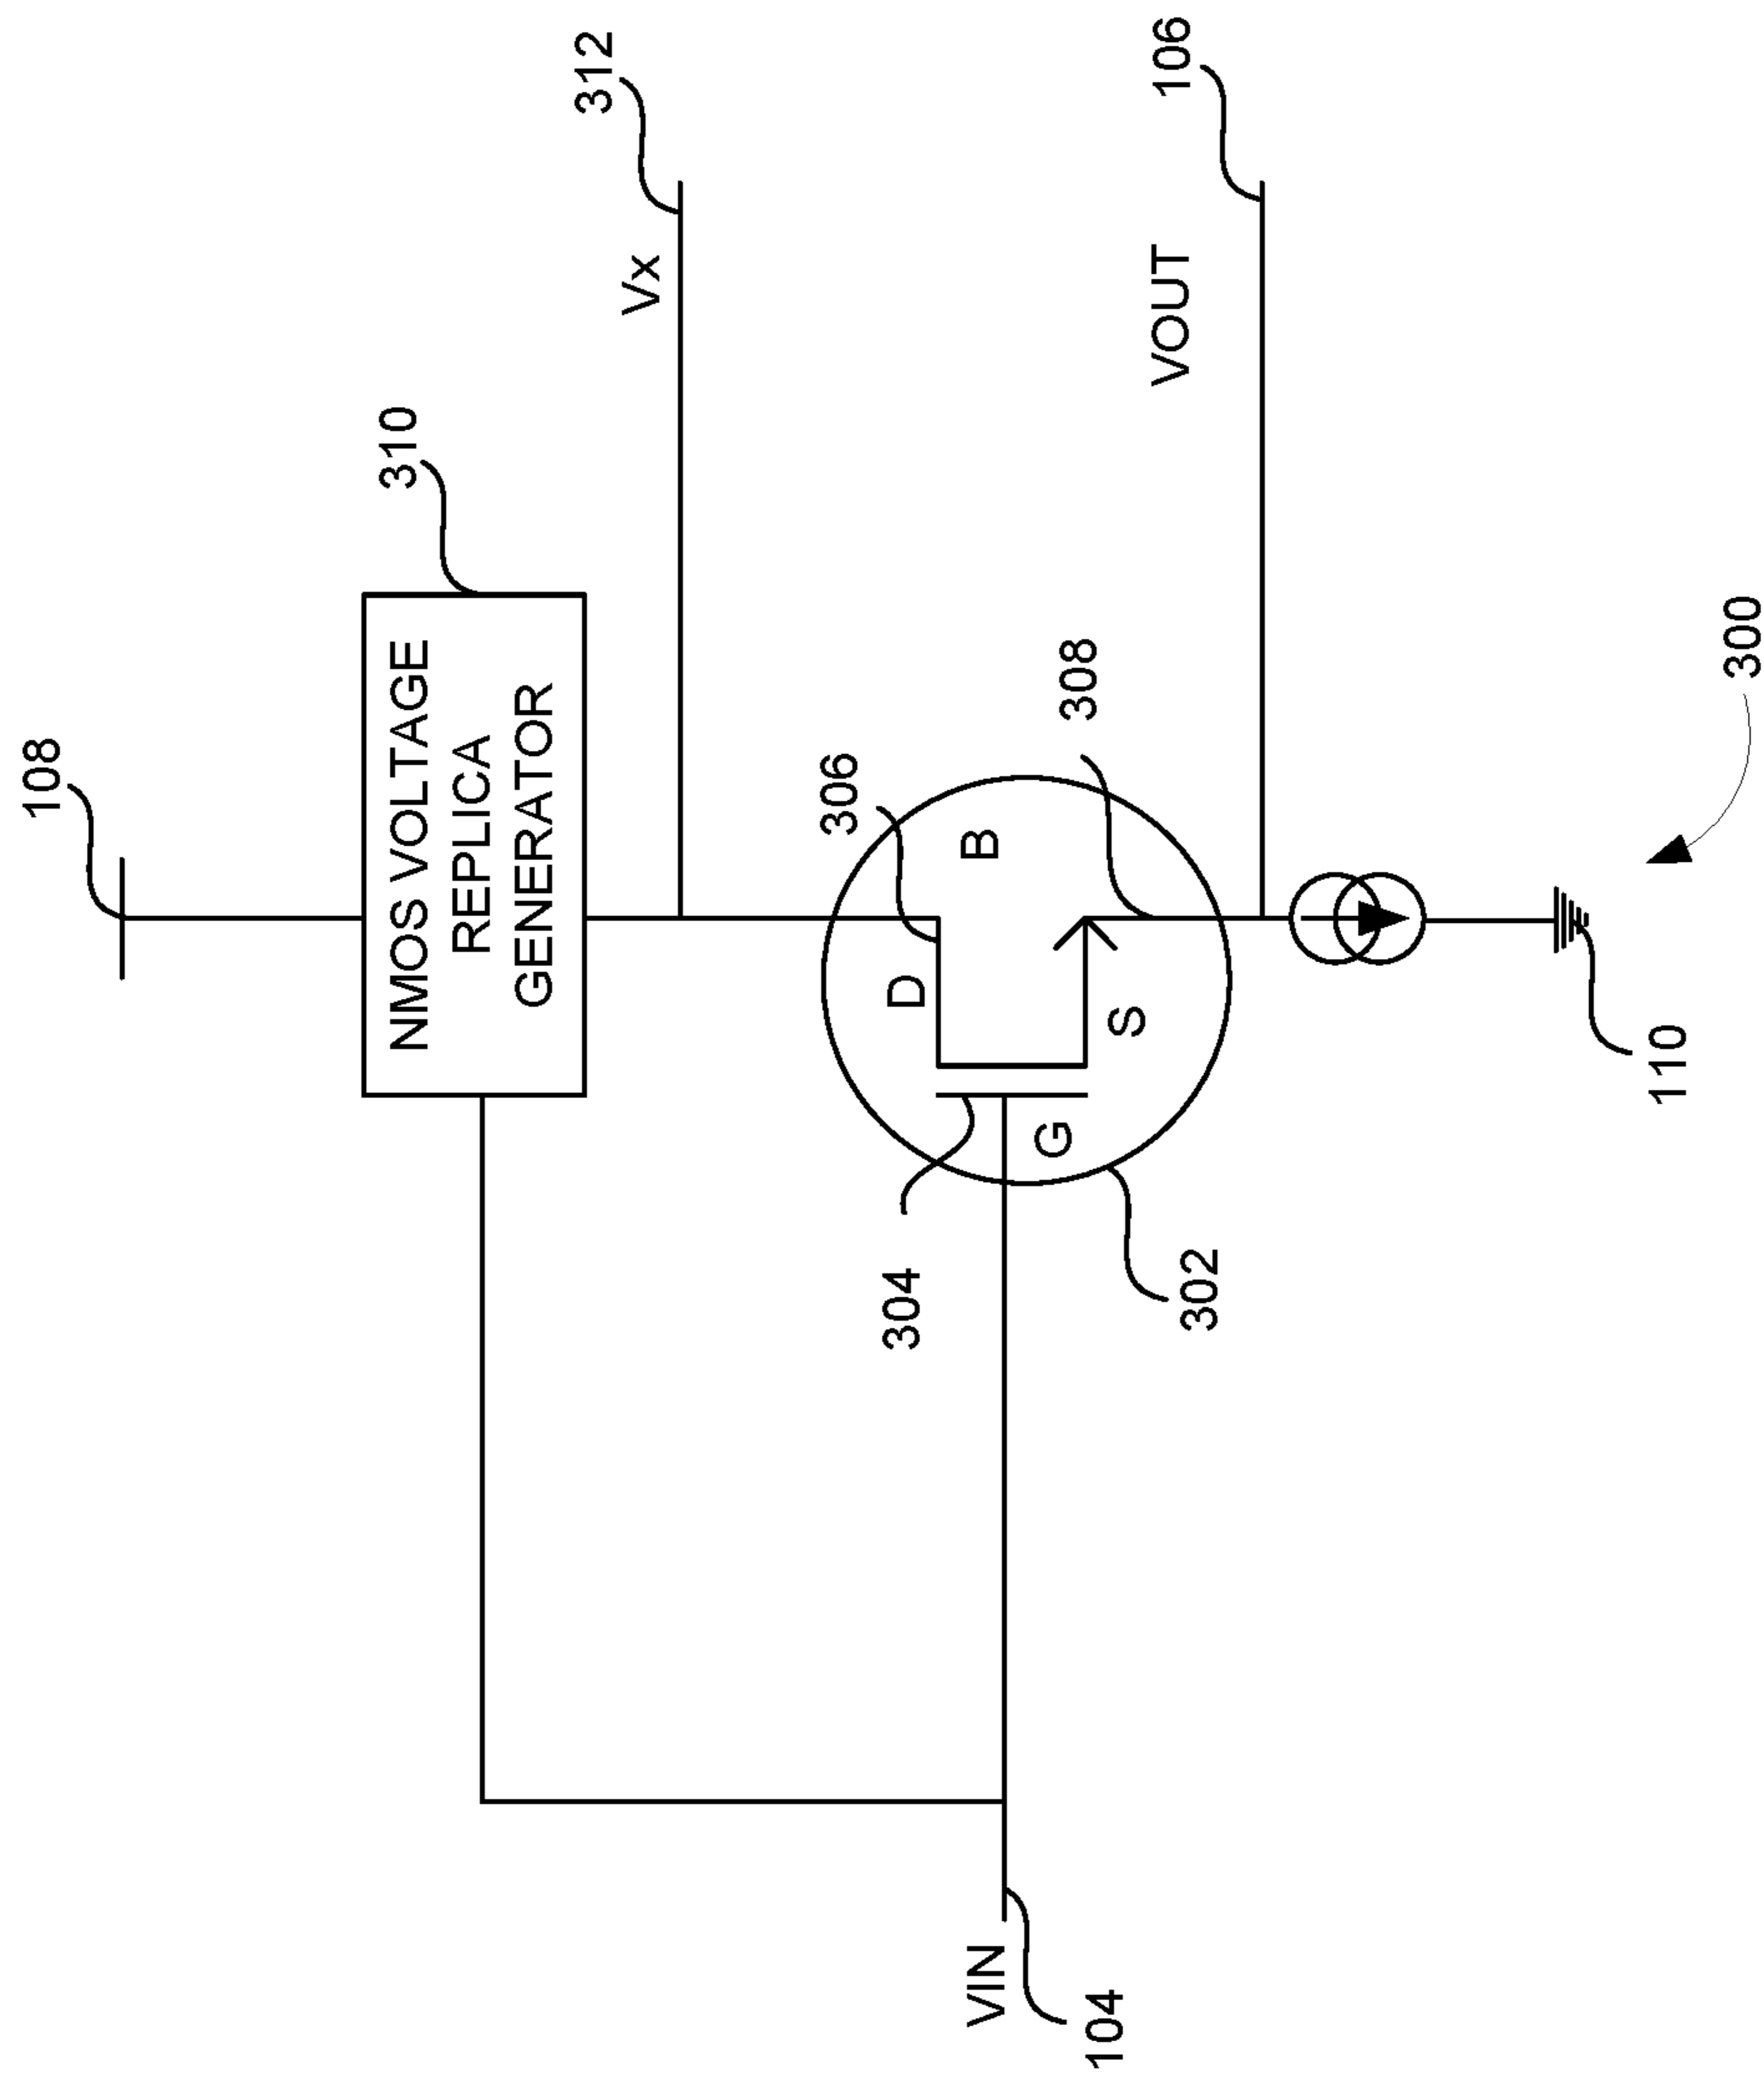 108
NMOS VOLTAGE
REPLICA
GENERATOR
310
312
Vx
306
D
B
304
G
S
308
302
VIN
104
VOUT
106
110
300